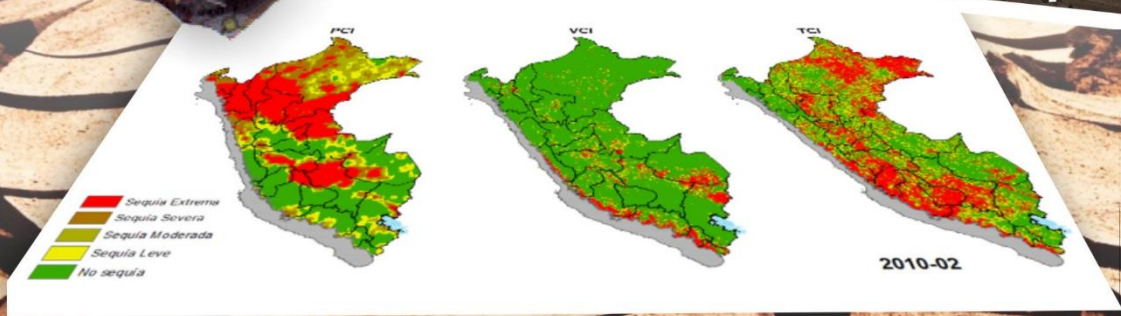 PCI
VCI
TCI
Sequía Extrema
Sequía Severa
Sequía Moderada
Sequía Leve
No sequía
2010-02